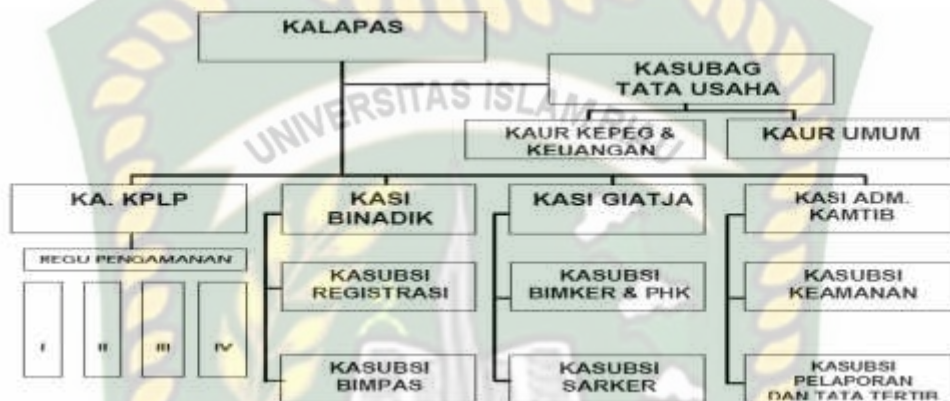 KALAPAS
KASUBAG
TATA USAHA
UNIVERSITAS ISLAM RIAU
KAUR KEPEG &
KEUANGAN
KAUR UMUM
KA. KPLP
KASI
BINADIK
KASI GIATJA
KASI ADM.
KAMTIB
REGU PENGAMANAN
KASUBSI
REGISTRASI
KASUBSI
BIMKER & PHK
KASUBSI
KEAMANAN
I
II
III
IV
KASUBSI
BIMPAS
KASUBSI
SARKER
KASUBSI
PELAPORAN
DAN TATA TERTIB